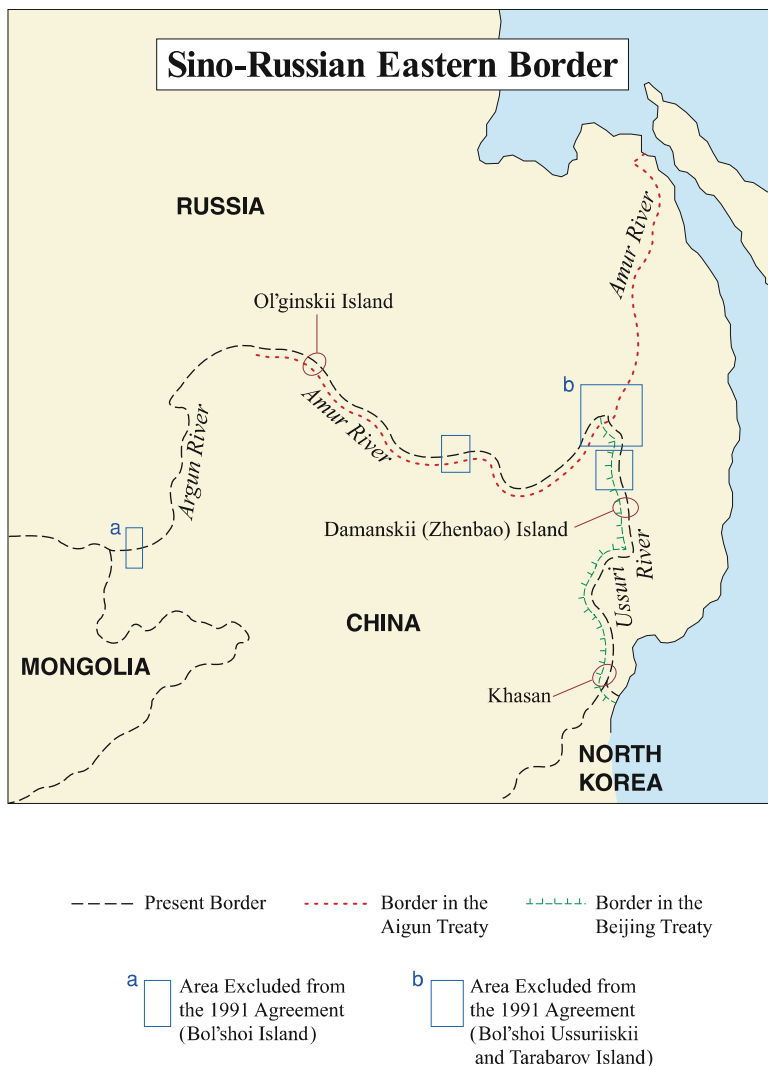 Sino-Russian Eastern Border
RUSSIA
Amur River
Ol'ginskii Island
b
Amur River
Argun River
a
Damanskii (Zhenbao) Island
Ussuri
River
CHINA
MONGOLIA
Khasan
NORTH
KOREA
Present Border
Border in the
Aigun Treaty
Border in the
Beijing Treaty
a
Area Excluded from
the 1991 Agreement
(Bol'shoi Island)
b
Area Excluded from
the 1991 Agreement
(Bol'shoi Ussuriiskii
and Tarabarov Island)